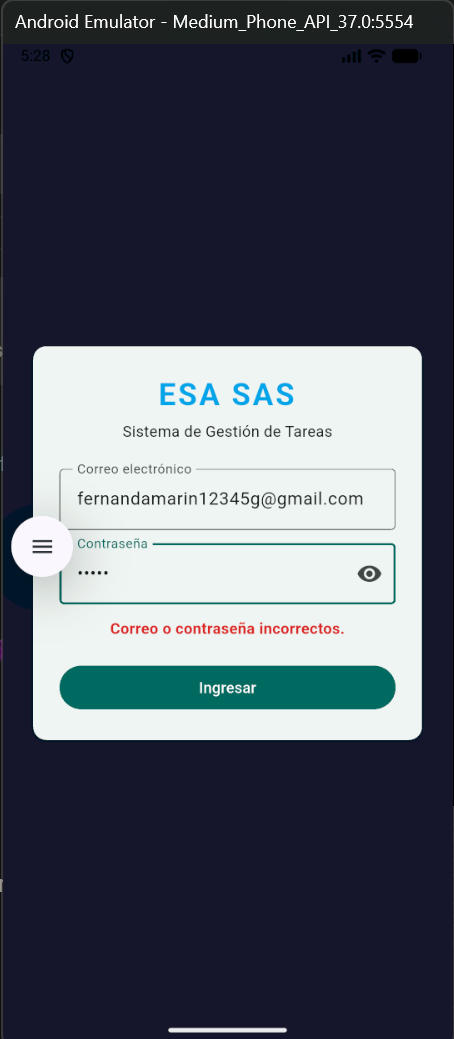 Android Emulator - Medium_Phone_API_37.0:5554
5:28
ESA SAS
Sistema de Gestión de Tareas
Correo electrónico
fernandamarin12345g@gmail.com
Contraseña
•••••
Correo o contraseña incorrectos.
Ingresar